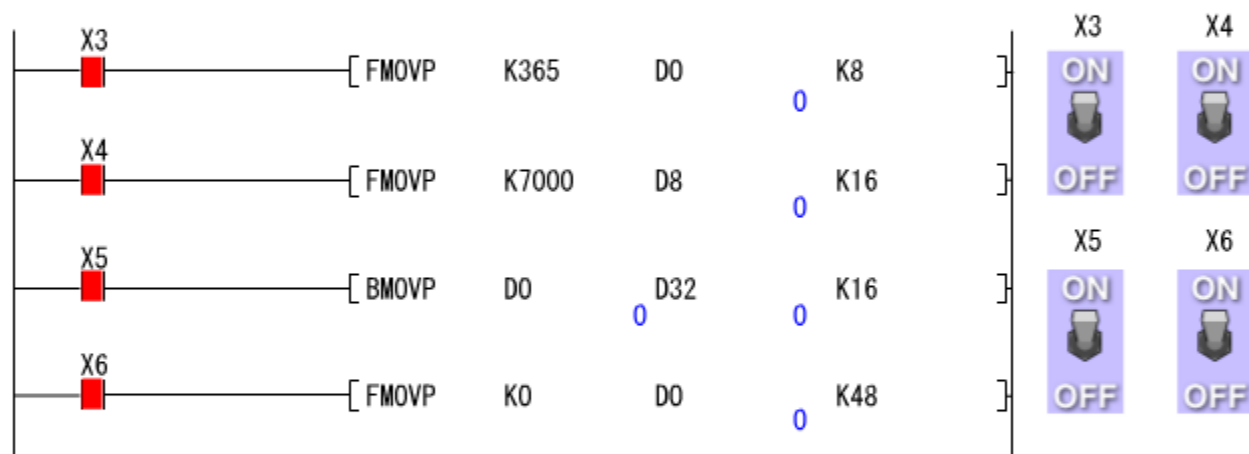 X3
FMOVP K365 D0 K8
0
X4
FMOVP K7000 D8 K16
0
X5
BMOVP D0 D32 K16
0 0
X6
FMOVP K0 D0 K48
0
X3 X4
ON ON
OFF OFF
X5 X6
ON ON
OFF OFF